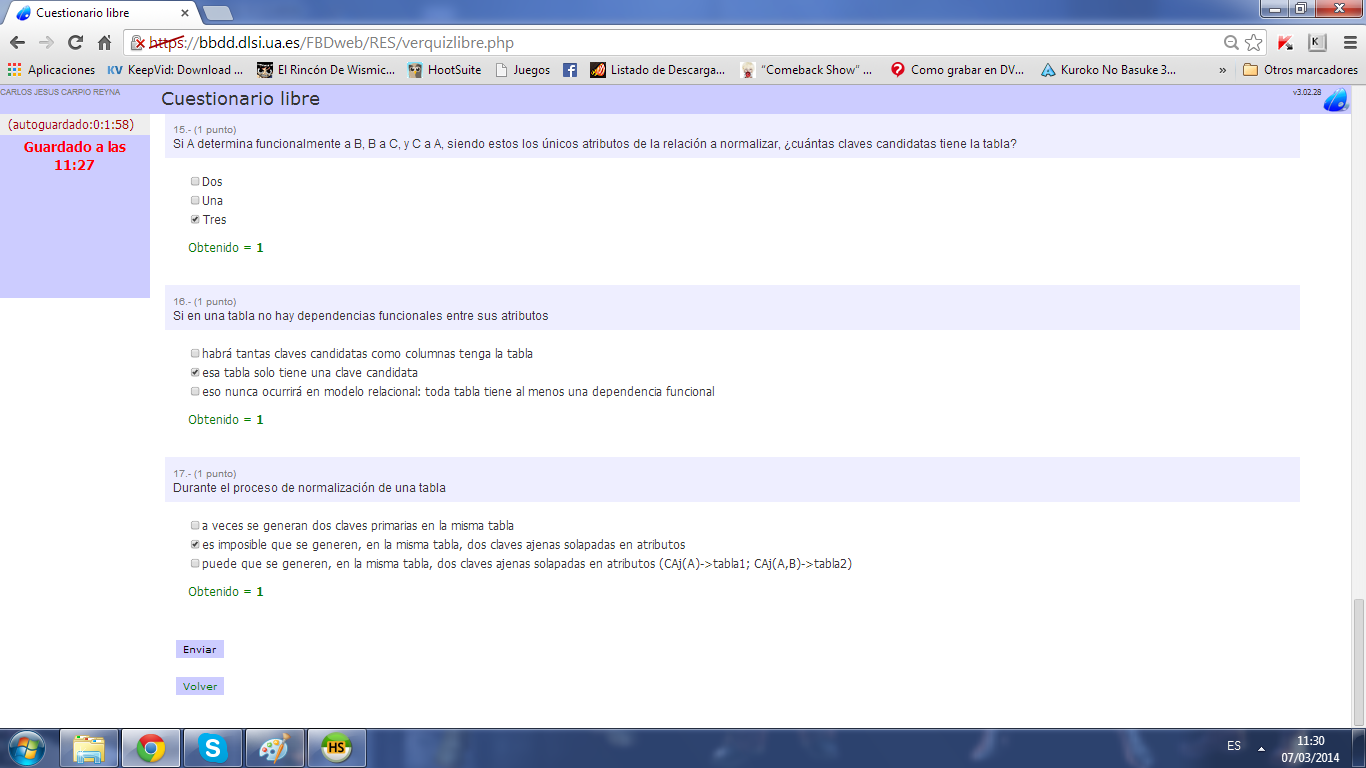 Cuestionario libre
https://bbdd.dlsi.ua.es/FBDweb/RES/verquizlibre.php
Aplicaciones
KeepVid: Download ...
El Rincón De Wismic...
HootSuite
Juegos
Listado de Descarga...
“Comeback Show” ...
Como grabar en DV...
Kuroko No Basuke 3...
»
Otros marcadores
CARLOS JESUS CARPIO REYNA
Cuestionario libre
v3.02.28
(autoguardado:0:1:58)
Guardado a las
11:27
15.- (1 punto)
Si A determina funcionalmente a B, B a C, y C a A, siendo estos los únicos atributos de la relación a normalizar, ¿cuántas claves candidatas tiene la tabla?
Dos
Una
Tres
Obtenido = 1
16.- (1 punto)
Si en una tabla no hay dependencias funcionales entre sus atributos
habrá tantas claves candidatas como columnas tenga la tabla
esa tabla solo tiene una clave candidata
eso nunca ocurrirá en modelo relacional: toda tabla tiene al menos una dependencia funcional
Obtenido = 1
17.- (1 punto)
Durante el proceso de normalización de una tabla
a veces se generan dos claves primarias en la misma tabla
es imposible que se generen, en la misma tabla, dos claves ajenas solapadas en atributos
puede que se generen, en la misma tabla, dos claves ajenas solapadas en atributos (CAj(A)->tabla1; CAj(A,B)->tabla2)
Obtenido = 1
Enviar
Volver
ES
11:30
07/03/2014